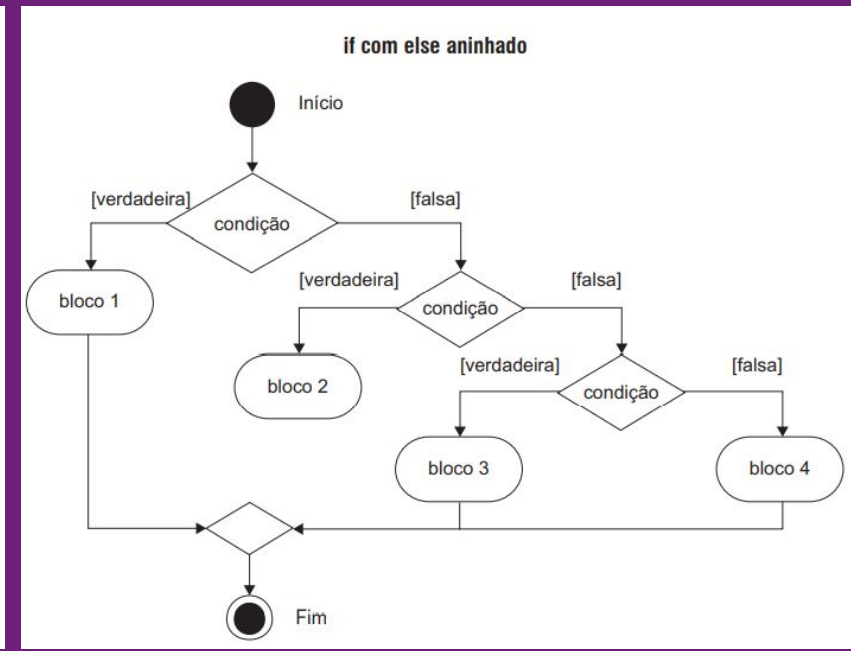 if com else aninhado
Início
[verdadeira]
[falsa]
condição
[verdadeira]
[falsa]
bloco 1
condição
[verdadeira]
[falsa]
bloco 2
condição
bloco 3
bloco 4
Fim